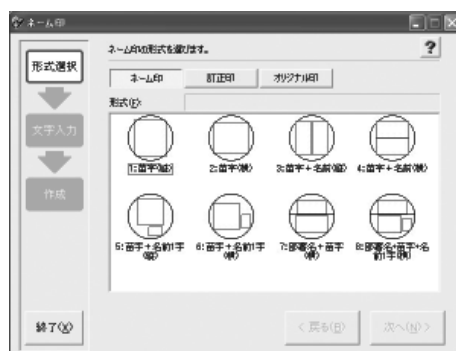 ネーム印
ネーム印の形式を選びます。
?
形式選択
文字入力
作成
ネーム印
訂正印
オリジナル印
形式(F):
1:苗字(縦)
2:苗字(横)
3:苗字+名前(縦)
4:苗字+名前(横)
5:苗字+名前1字
(縦)
6:苗字+名前1字
(横)
7:部署名+苗字
(横)
8:部署名+苗字+名
前1字(横)
終了(X)
< 戻る(B)
次へ(N) >